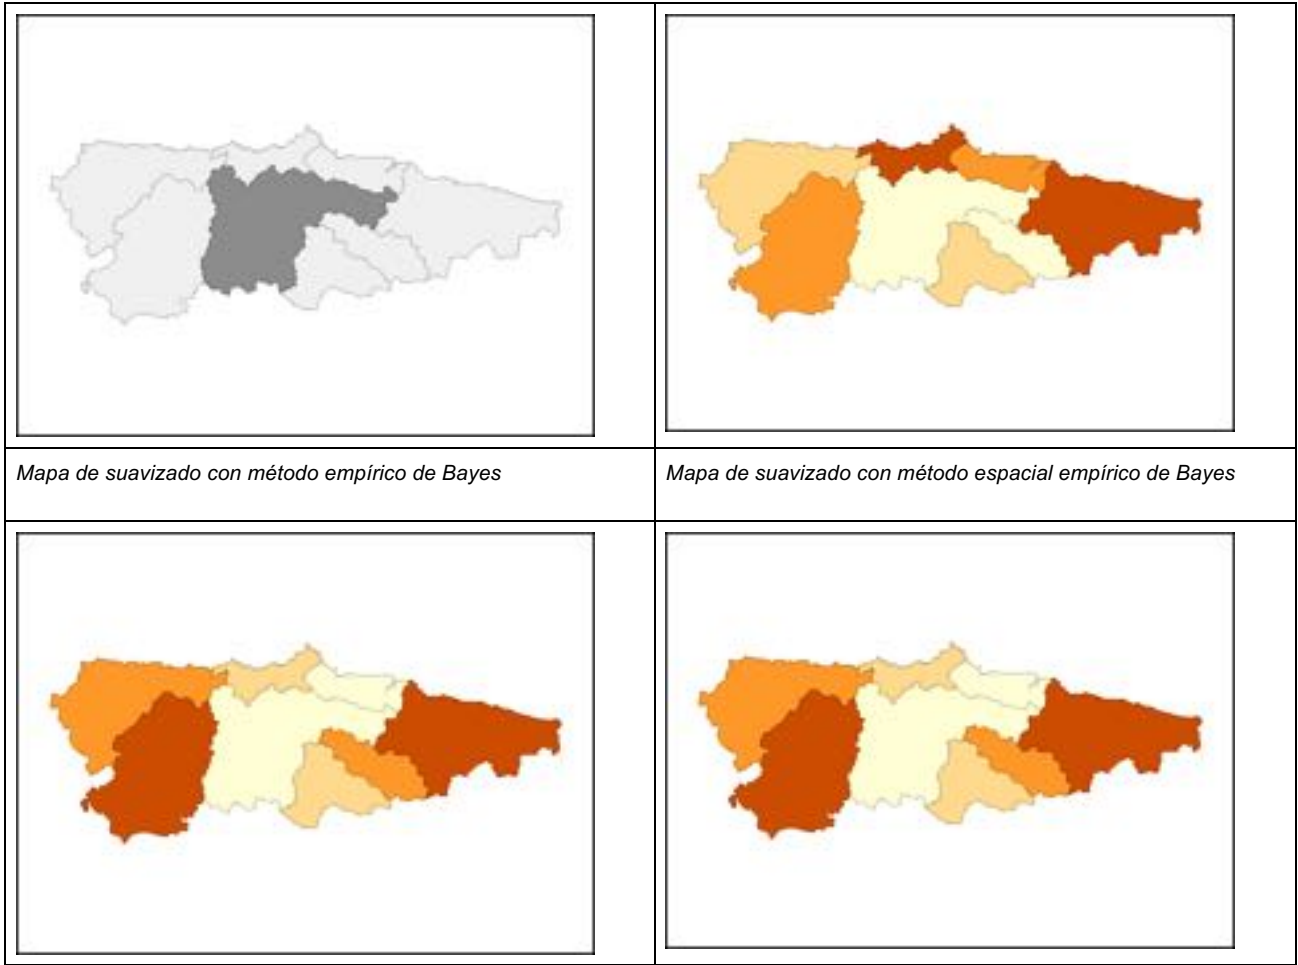 Mapa de suavizado con método empírico de Bayes
Mapa de suavizado con método espacial empírico de Bayes